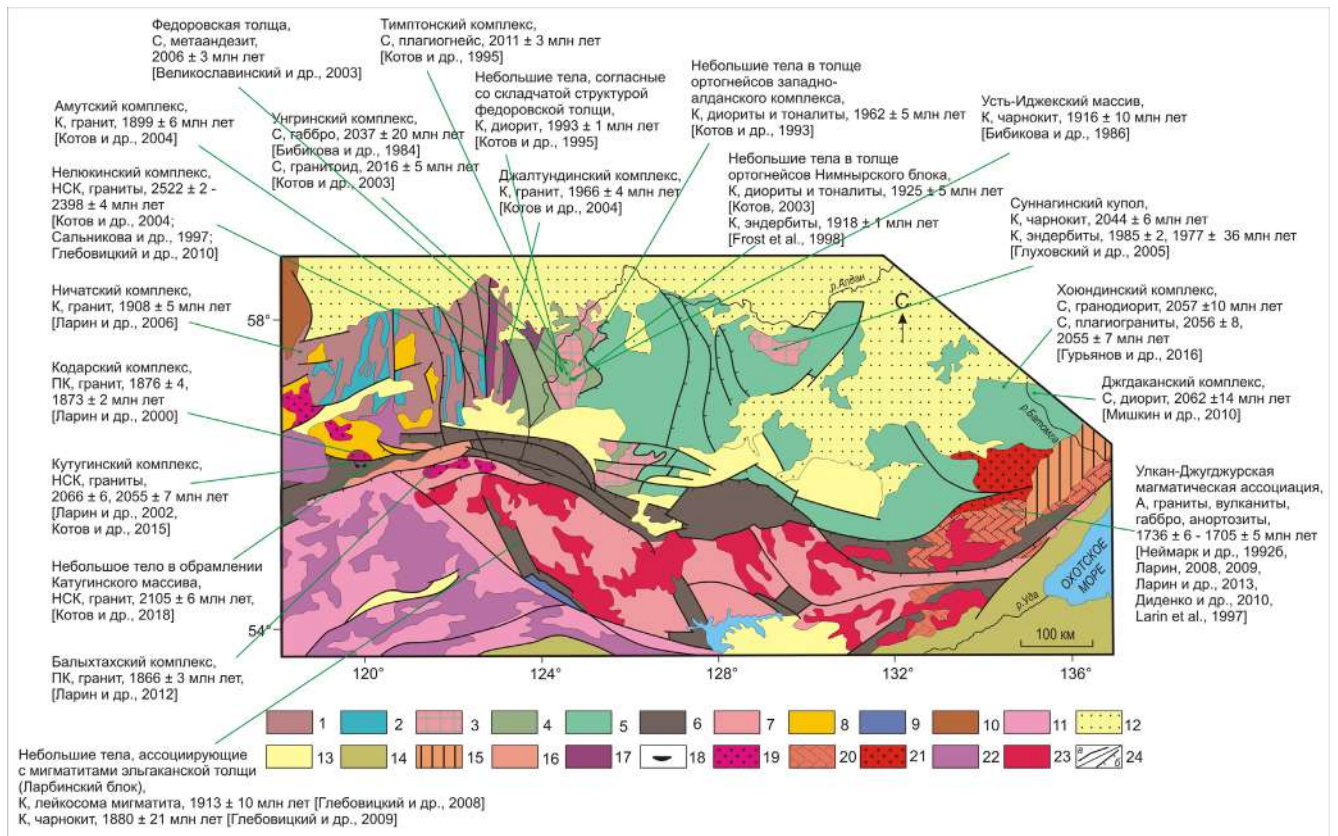 Федоровская толща,
С, метаандезит,
2006 ± 3 млн лет
[Великославинский и др., 2003]
Тимптонский комплекс,
С, плагиогнейс, 2011 ± 3 млн лет
[Котов и др., 1995]
Амутский комплекс,
К, гранит, 1899 ± 6 млн лет
[Котов и др., 2004]
Унгринский комплекс,
С, габбро, 2037 ± 20 млн лет
[Бибикова и др., 1984]
С, гранитоид, 2016 ± 5 млн лет
[Котов и др., 2003]
Небольшие тела, согласные
со складчатой структурой
федоровской толщи,
К, диорит, 1993 ± 1 млн лет
[Котов и др., 1995]
Небольшие тела в толще
ортогнейсов западно-
алданского комплекса,
К, диориты и тоналиты, 1962 ± 5 млн лет
[Котов и др., 1993]
Усть-Иджекский массив,
К, чарнокит, 1916 ± 10 млн лет
[Бибикова и др., 1986]
Нелюкинский комплекс,
НСК, граниты, 2522 ± 2 -
2398 ± 4 млн лет
[Котов и др., 2004;
Сальникова и др., 1997;
Глебовицкий и др., 2010]
Джалтундинский комплекс,
К, гранит, 1966 ± 4 млн лет
[Котов и др., 2004]
Небольшие тела в толще
ортогнейсов Нимнырского блока,
К, диориты и тоналиты, 1925 ± 5 млн лет
[Котов, 2003]
К, эндербиты, 1918 ± 1 млн лет
[Frost et al., 1998]
Суннагинский купол,
К, чарнокит, 2044 ± 6 млн лет
К, эндербиты, 1985 ± 2, 1977 ± 36 млн лет
[Глуховский и др., 2005]
Ничатский комплекс,
К, гранит, 1908 ± 5 млн лет
[Ларин и др., 2006]
Хоюндинский комплекс,
С, гранодиорит, 2057 ±10 млн лет
С, плагиограниты, 2056 ± 8,
2055 ± 7 млн лет
[Гурьянов и др., 2016]
Кодарский комплекс,
ПК, гранит, 1876 ± 4,
1873 ± 2 млн лет
[Ларин и др., 2000]
Джгдаканский комплекс,
С, диорит, 2062 ±14 млн лет
[Мишкин и др., 2010]
Кутугинский комплекс,
НСК, граниты,
2066 ± 6, 2055 ± 7 млн лет
[Ларин и др., 2002,
Котов и др., 2015]
Улкан-Джугджурская
магматическая ассоциация,
А, граниты, вулканиты,
габбро, анортозиты,
1736 ± 6 - 1705 ± 5 млн лет
[Неймарк и др., 1992б,
Ларин, 2008, 2009,
Ларин и др., 2013,
Диденко и др., 2010,
Larin et al., 1997]
Небольшое тело в обрамлении
Катугинского массива,
НСК, гранит, 2105 ± 6 млн лет,
[Котов и др., 2018]
Балыхтахский комплекс,
ПК, гранит, 1866 ± 3 млн лет,
[Ларин и др., 2012]
58°
54°
р.Алдан
С
р.Батомга
ОХОТСКОЕ
МОРЕ
р.Уда
100 км
120° 124° 128° 132° 136°
1 2 3 4 5 6 7 8 9 10 11 12
13 14 15 16 17 18 19 20 21 22 23 а б 24
Небольшие тела, ассоциирующие
с мигматитами эльгаканской толщи
(Ларбинский блок),
К, лейкосома мигматита, 1913 ± 10 млн лет [Глебовицкий и др., 2008]
К, чарнокит, 1880 ± 21 млн лет [Глебовицкий и др., 2009]